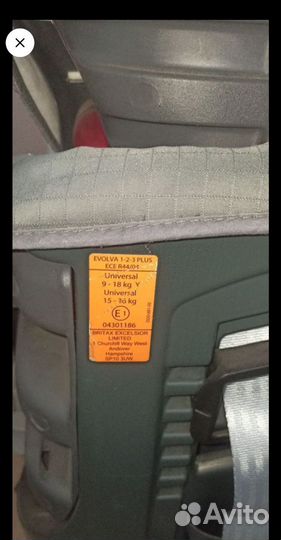 EVOLVA 1-2-3 PLUS
ECE R44/04
Universal
9 - 18 kg Y
Universal
15 - 36 kg
E1
04301186
BRITAX EXCELSIOR
LIMITED
1 Churchill Way West
Andover
Hampshire
SP10 3UW
Avito